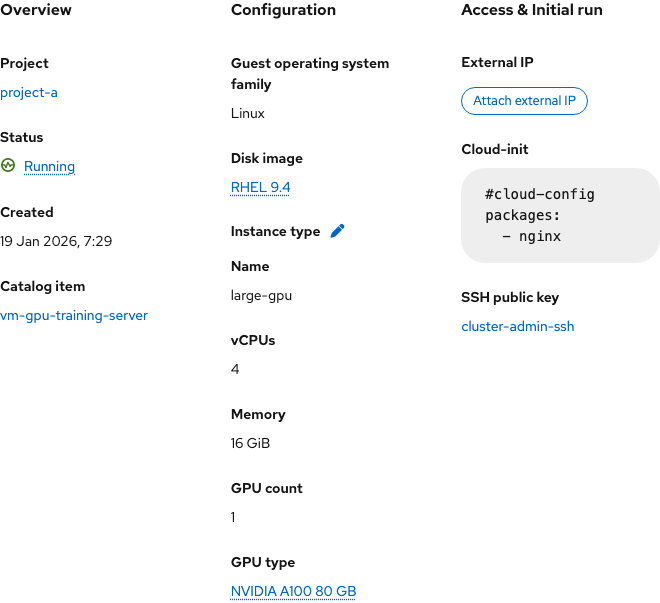 Overview
Project
project-a
Status
Running
Created
19 Jan 2026, 7:29
Catalog item
vm-gpu-training-server
Configuration
Guest operating system
family
Linux
Disk image
RHEL 9.4
Instance type
Name
large-gpu
vCPUs
4
Memory
16 GiB
GPU count
1
GPU type
NVIDIA A100 80 GB
Access & Initial run
External IP
Attach external IP
Cloud-init
#cloud-config
packages:
  - nginx
SSH public key
cluster-admin-ssh